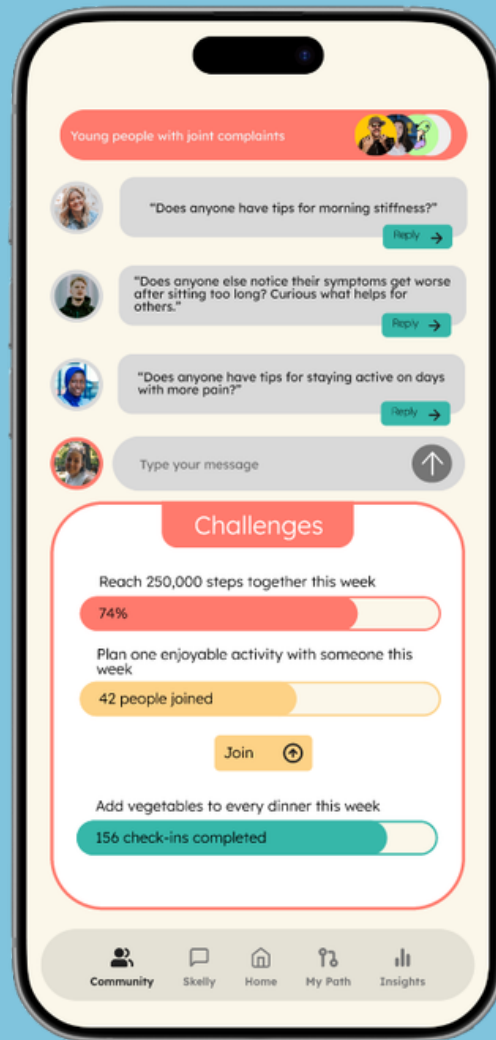 Young people with joint complaints
“Does anyone have tips for morning stiffness?”
Reply
“Does anyone else notice their symptoms get worse
after sitting too long? Curious what helps for
others.”
Reply
“Does anyone have tips for staying active on days
with more pain?”
Reply
Type your message
Challenges
Reach 250,000 steps together this week
74%
Plan one enjoyable activity with someone this
week
42 people joined
Join
Add vegetables to every dinner this week
156 check-ins completed
Community
Skelly
Home
My Path
Insights